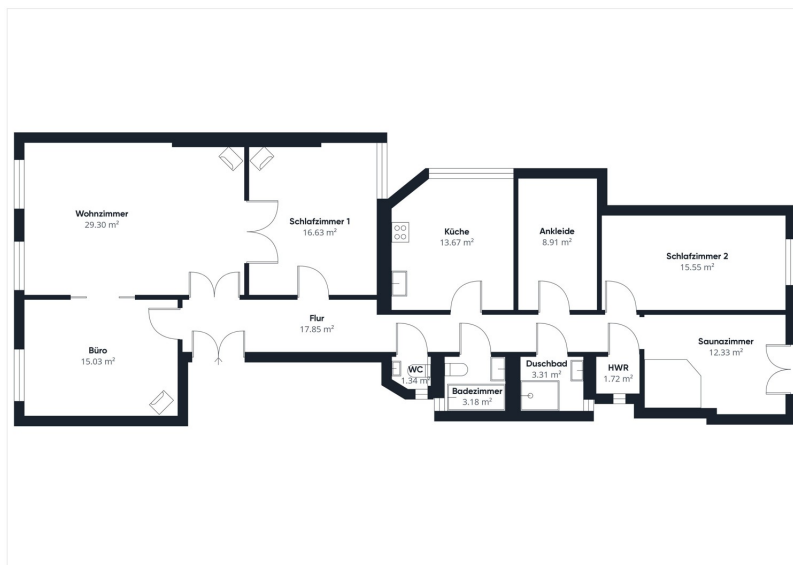 Wohnzimmer
29.30 m²
Schlafzimmer 1
16.63 m²
Küche
13.67 m²
Ankleide
8.91 m²
Schlafzimmer 2
15.55 m²
Büro
15.03 m²
Flur
17.85 m²
WC
1.34 m²
Badezimmer
3.18 m²
Duschbad
3.31 m²
HWR
1.72 m²
Saunazimmer
12.33 m²